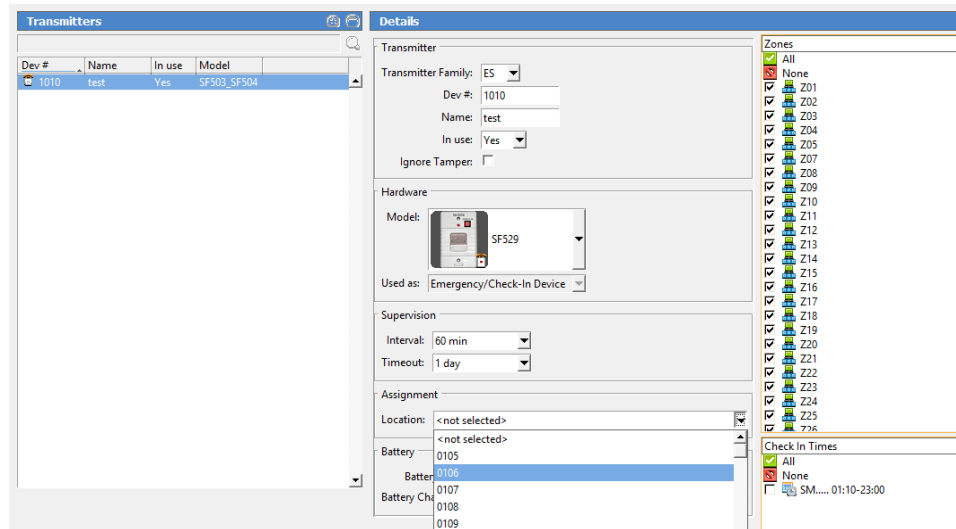 Transmitters
Dev # Name In use Model
1010 test Yes SF503_SF504
Details
Transmitter
Transmitter Family: ES
Dev #: 1010
Name: test
In use: Yes
Ignore Tamper:
Hardware
Model: SF529
Used as: Emergency/Check-In Device
Supervision
Interval: 60 min
Timeout: 1 day
Assignment
Location: <not selected>
<not selected>
0105
0106
0107
0108
0109
Battery
Batter
Battery Cha
Zones
All
None
Z01
Z02
Z03
Z04
Z05
Z07
Z08
Z09
Z10
Z11
Z12
Z13
Z14
Z15
Z16
Z17
Z18
Z19
Z20
Z21
Z22
Z23
Z24
Z25
Z26
Check In Times
All
None
SM..... 01:10-23:00